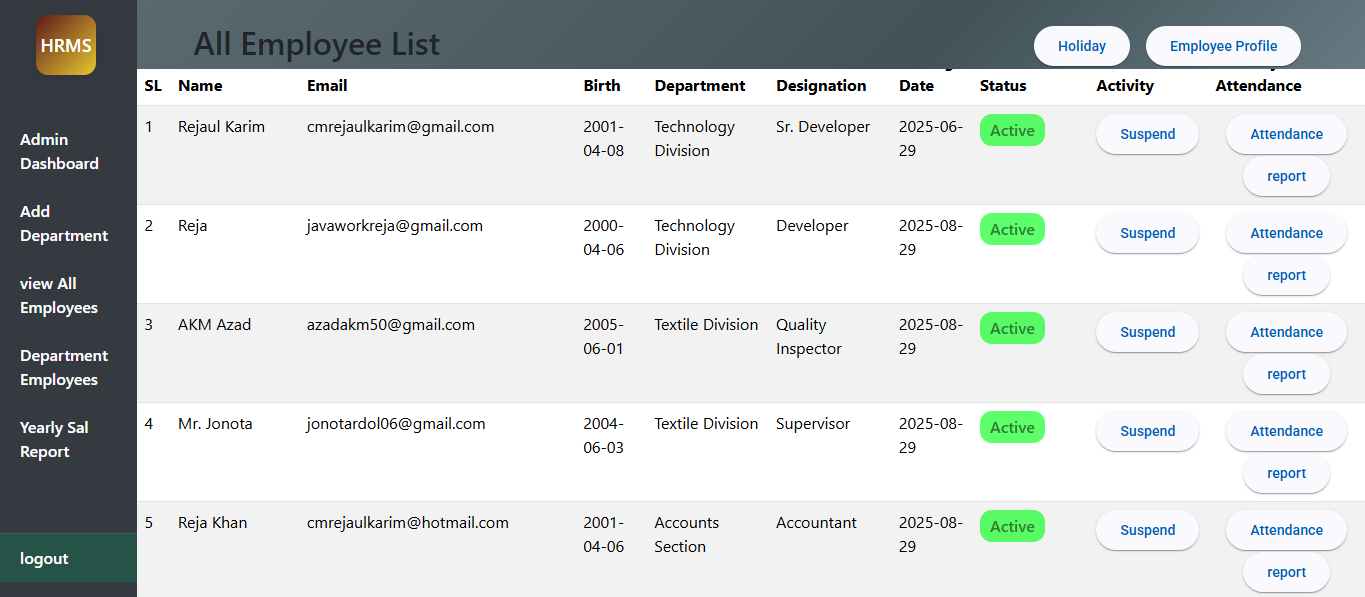 HRMS
All Employee List
Holiday
Employee Profile
Admin
Dashboard
Add
Department
view All
Employees
Department
Employees
Yearly Sal
Report
logout
SL Name Email Birth Department Designation Date Status Activity Attendance
1 Rejaul Karim cmrejaulkarim@gmail.com 2001- Technology Sr. Developer 2025-06- Active Suspend Attendance
04-08 Division 29
report
2 Reja javaworkreja@gmail.com 2000- Technology Developer 2025-08- Active Suspend Attendance
04-06 Division 29
report
3 AKM Azad azadakm50@gmail.com 2005- Textile Division Quality 2025-08- Active Suspend Attendance
06-01 Inspector 29
report
4 Mr. Jonota jonotardol06@gmail.com 2004- Textile Division Supervisor 2025-08- Active Suspend Attendance
06-03 29
report
5 Reja Khan cmrejaulkarim@hotmail.com 2001- Accounts Accountant 2025-08- Active Suspend Attendance
04-06 Section 29
report